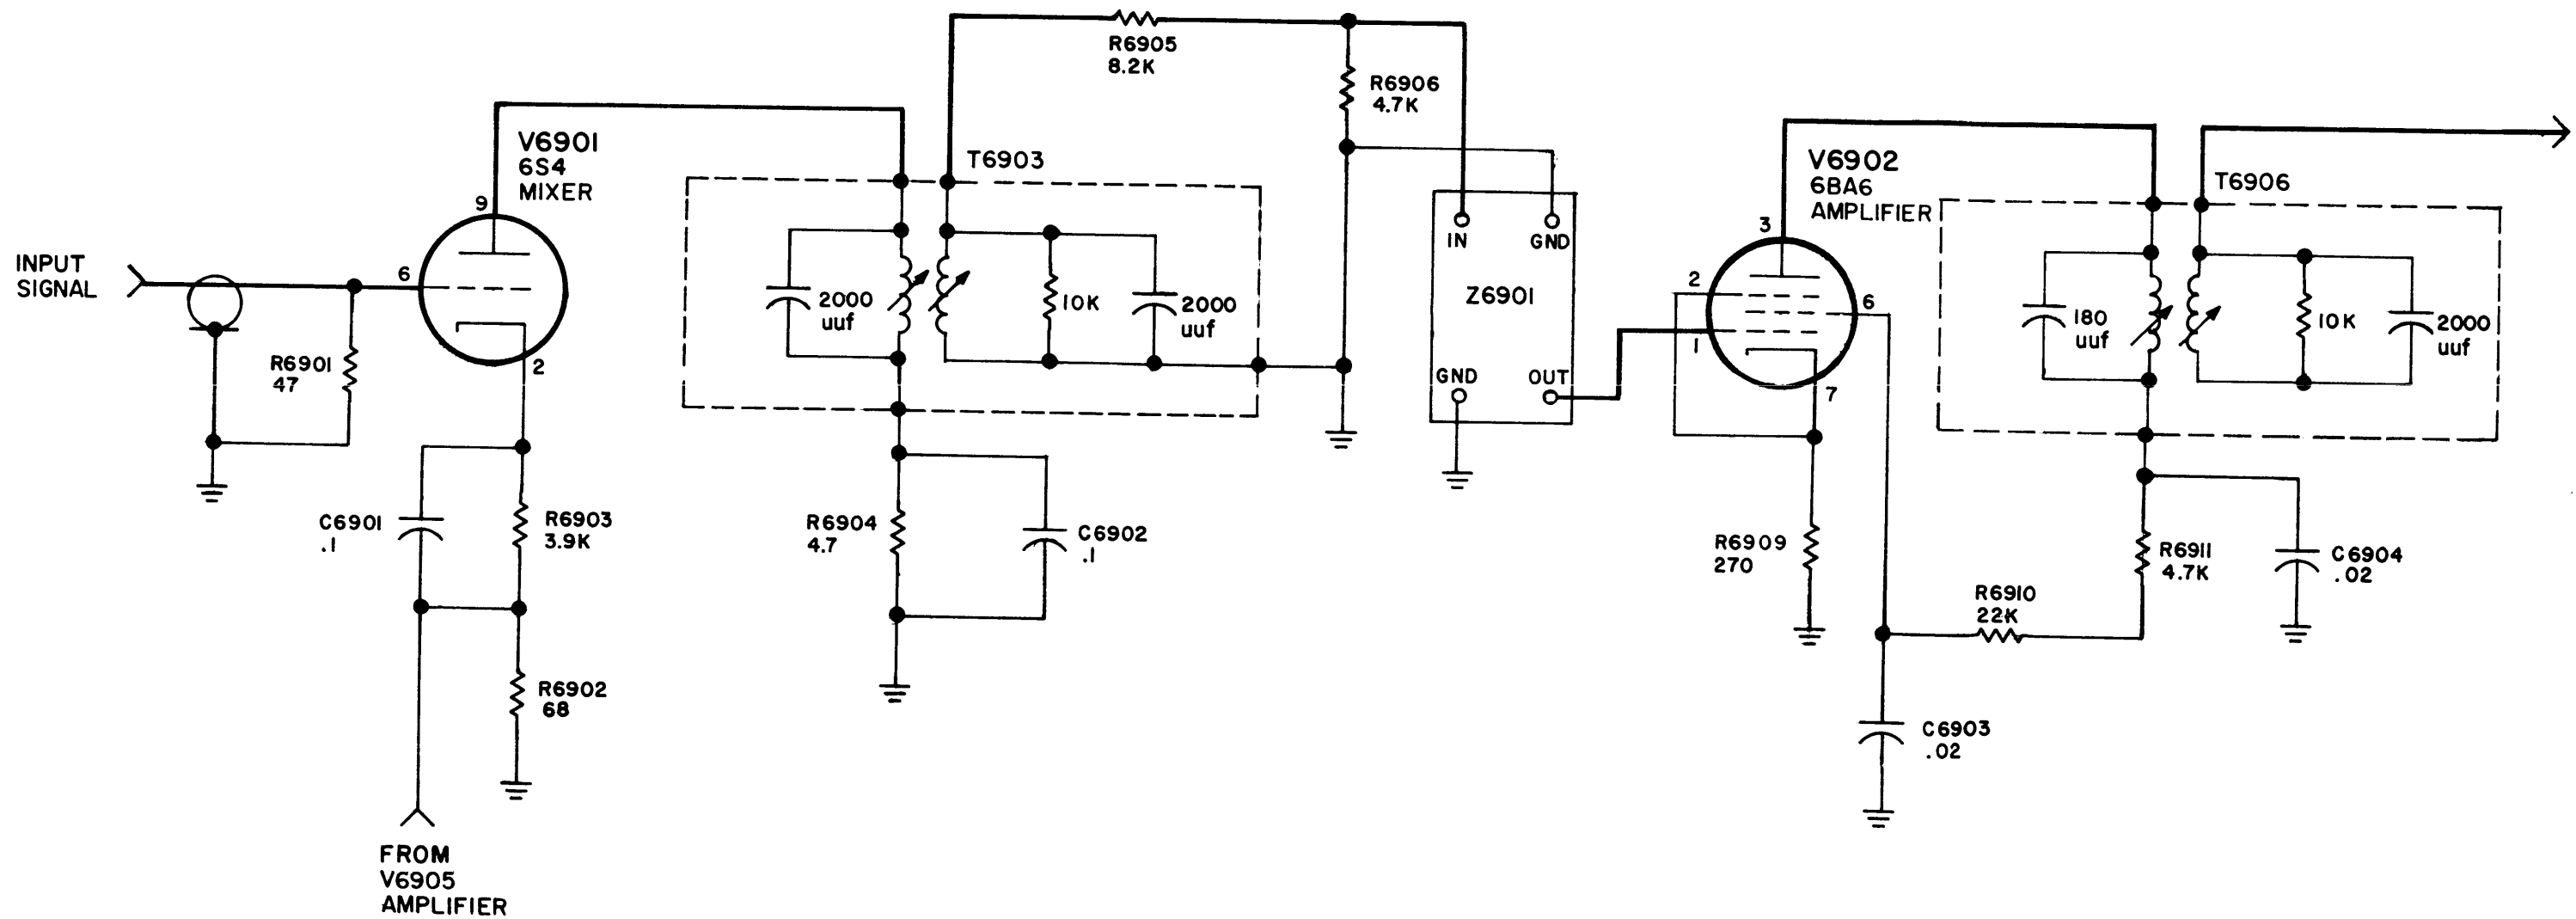 INPUT
SIGNAL
R6901
47
V6901
6S4
MIXER
9
6
2
C6901
.1
R6903
3.9K
R6902
68
FROM
V6905
AMPLIFIER
R6905
8.2K
R6906
4.7K
T6903
2000
uuf
10K
2000
uuf
R6904
4.7
C6902
.1
IN
GND
Z6901
GND
OUT
V6902
6BA6
AMPLIFIER
3
2
6
1
7
R6909
270
R6910
22K
C6903
.02
T6906
180
uuf
10K
2000
uuf
R6911
4.7K
C6904
.02